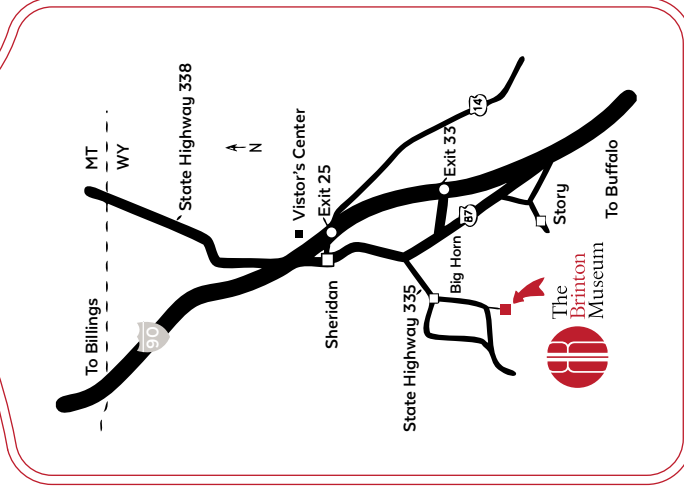 To Billings
MT
WY
State Highway 338
N
90
Vistor's Center
Exit 25
Sheridan
14
Exit 33
87
Big Horn
State Highway 335
Story
To Buffalo
The
Brinton
Museum